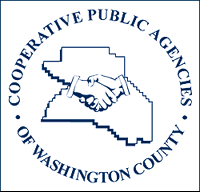 COOPERATIVE PUBLIC AGENCIES
• OF WASHINGTON COUNTY •